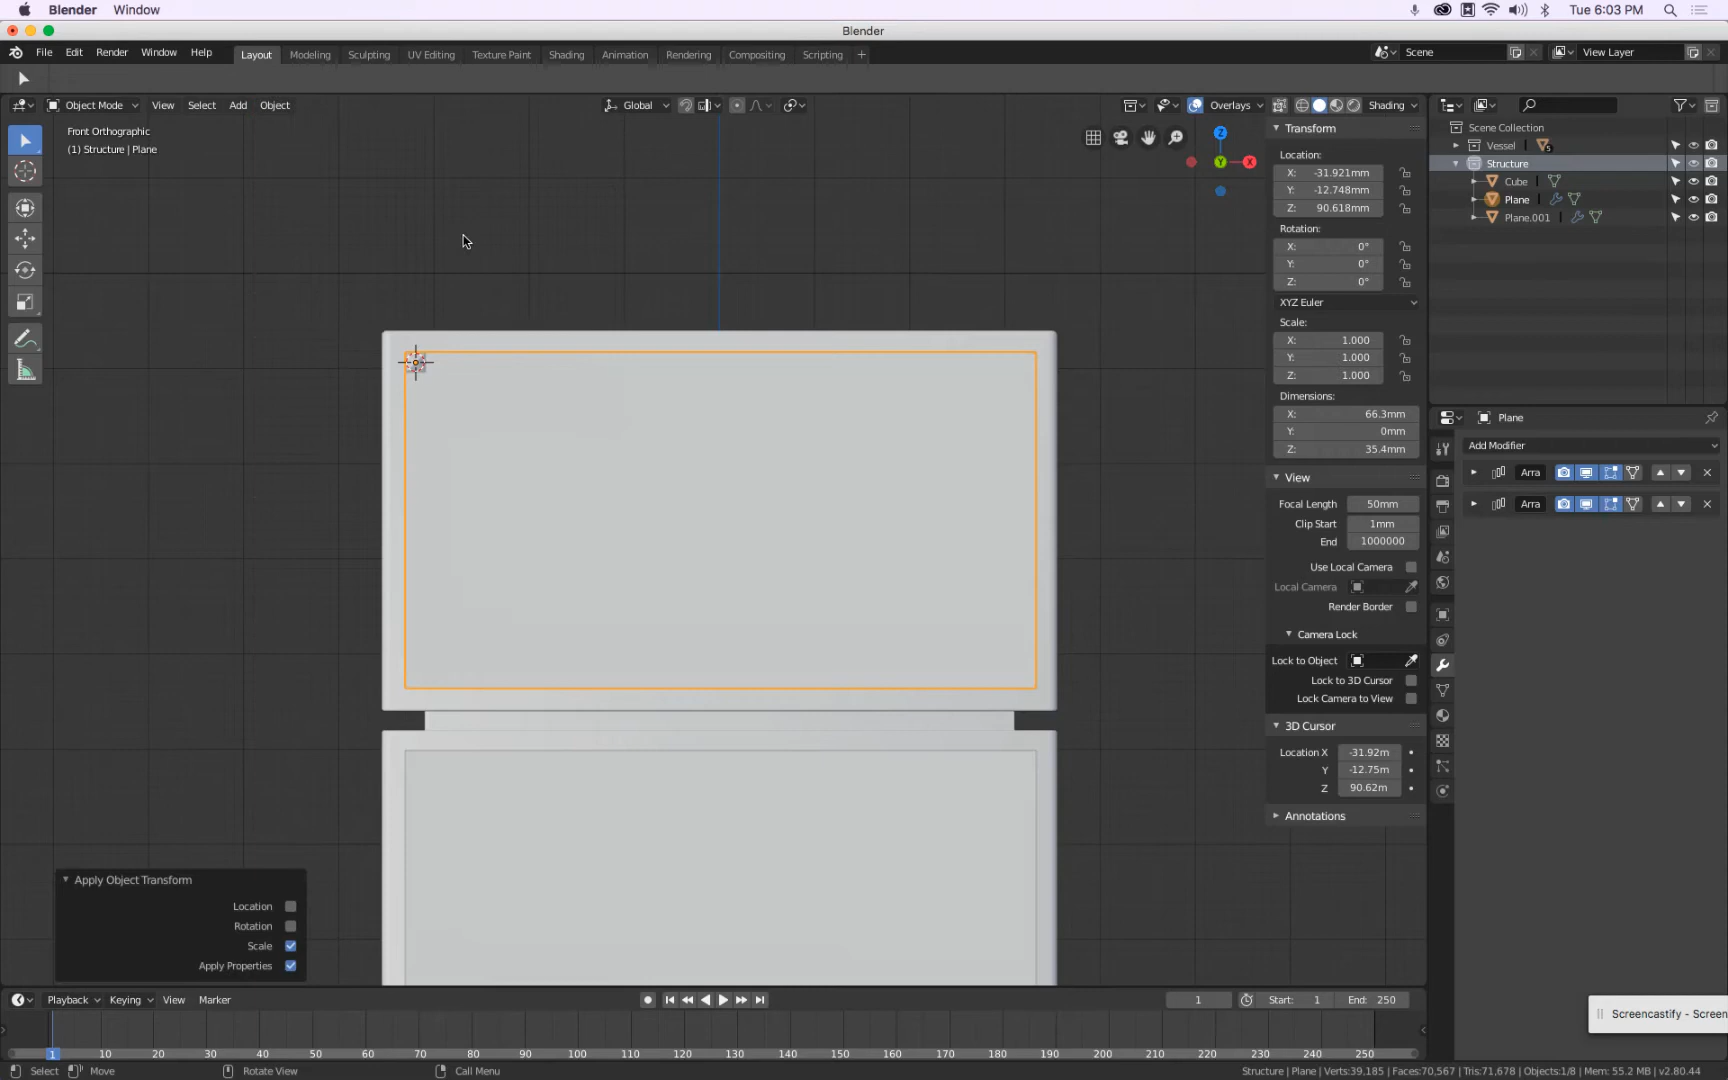 Blender Window Tue 6:03 PM
Blender
File Edit Render Window Help Layout Modeling Sculpting UV Editing Texture Paint Shading Animation Rendering Compositing Scripting + Scene View Layer
Object Mode View Select Add Object Global Overlays Shading
Front Orthographic
(1) Structure | Plane
Z
Y
X
Transform
Location:
X: -31.921mm
Y: -12.748mm
Z: 90.618mm
Rotation:
X: 0°
Y: 0°
Z: 0°
XYZ Euler
Scale:
X: 1.000
Y: 1.000
Z: 1.000
Dimensions:
X: 66.3mm
Y: 0mm
Z: 35.4mm
View
Focal Length 50mm
Clip Start 1mm
End 1000000
Use Local Camera
Local Camera
Render Border
Camera Lock
Lock to Object
Lock to 3D Cursor
Lock Camera to View
3D Cursor
Location X -31.92m
Y -12.75m
Z 90.62m
Annotations
Scene Collection
Vessel 5
Structure
Cube
Plane
Plane.001
Plane
Add Modifier
Arra
Arra
Apply Object Transform
Location
Rotation
Scale
Apply Properties
Playback Keying View Marker 1 Start: 1 End: 250
1 10 20 30 40 50 60 70 80 90 100 110 120 130 140 150 160 170 180 190 200 210 220 230 240 250
Screencastify - Screen
Select Move Rotate View Call Menu Structure | Plane | Verts:39,185 | Faces:70,567 | Tris:71,678 | Objects:1/8 | Mem: 55.2 MB | v2.80.44